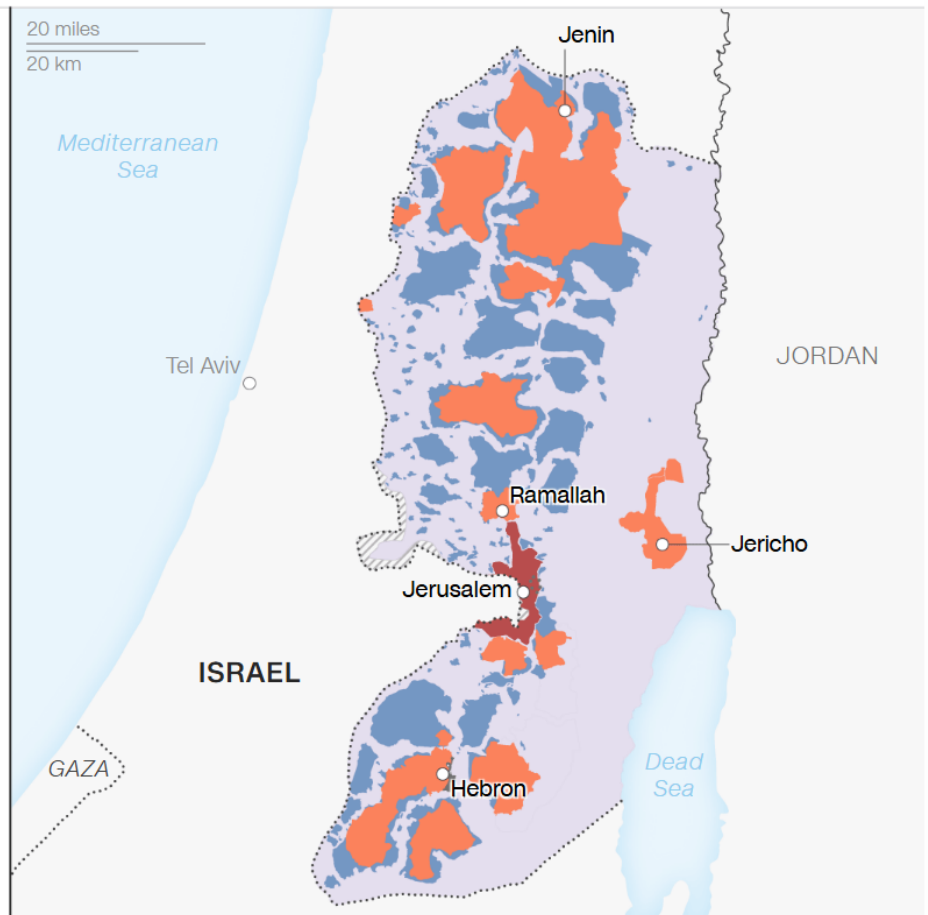 20 miles
20 km
Jenin
Mediterranean
Sea
Tel Aviv
JORDAN
Ramallah
Jericho
Jerusalem
ISRAEL
GAZA
Dead
Sea
Hebron